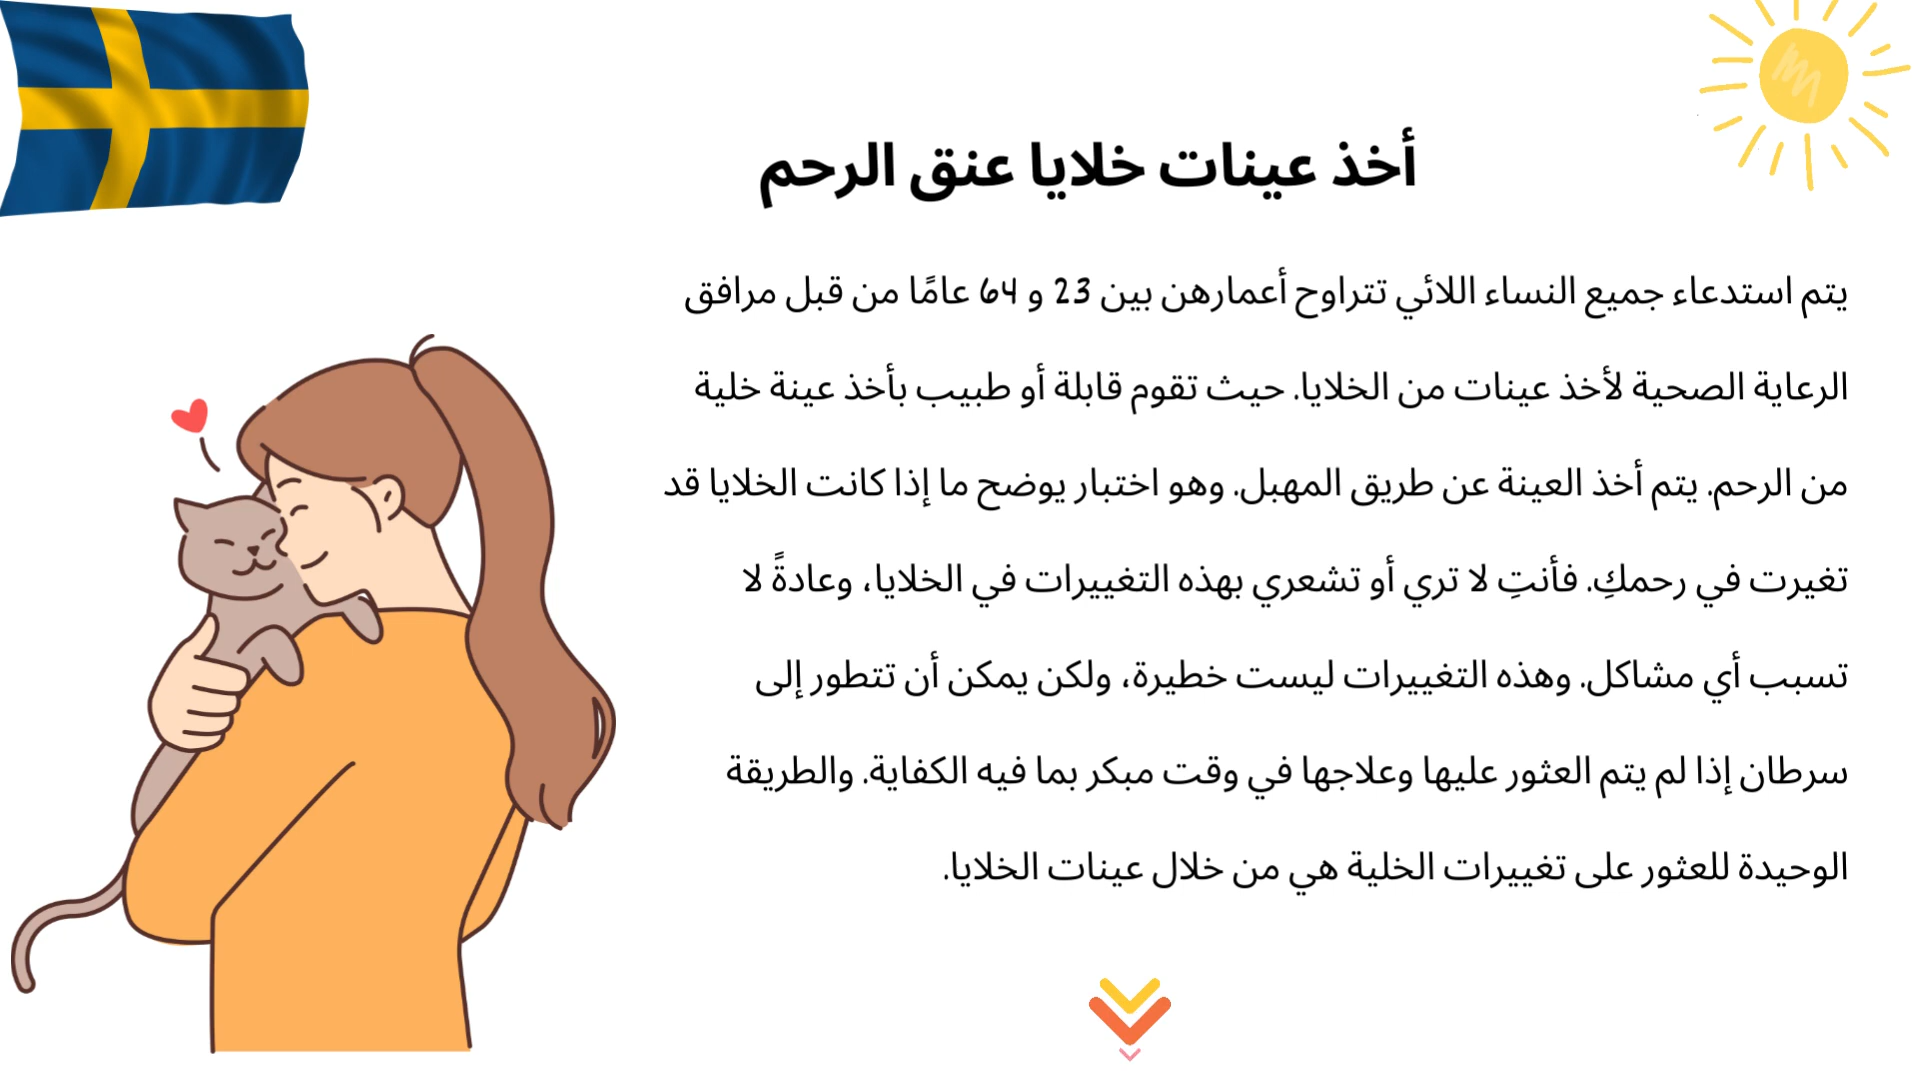 أخذ عينات خلايا عنق الرحم
يتم استدعاء جميع النساء اللائي تتراوح أعمارهن بين 23 و 64 عامًا من قبل مرافق
الرعاية الصحية لأخذ عينات من الخلايا. حيث تقوم قابلة أو طبيب بأخذ عينة خلية
من الرحم. يتم أخذ العينة عن طريق المهبل. وهو اختبار يوضح ما إذا كانت الخلايا قد
تغيرت في رحمكِ. فأنتِ لا تري أو تشعري بهذه التغييرات في الخلايا، وعادةً لا
تسبب أي مشاكل. وهذه التغييرات ليست خطيرة، ولكن يمكن أن تتطور إلى
سرطان إذا لم يتم العثور عليها وعلاجها في وقت مبكر بما فيه الكفاية. والطريقة
الوحيدة للعثور على تغييرات الخلية هي من خلال عينات الخلايا.